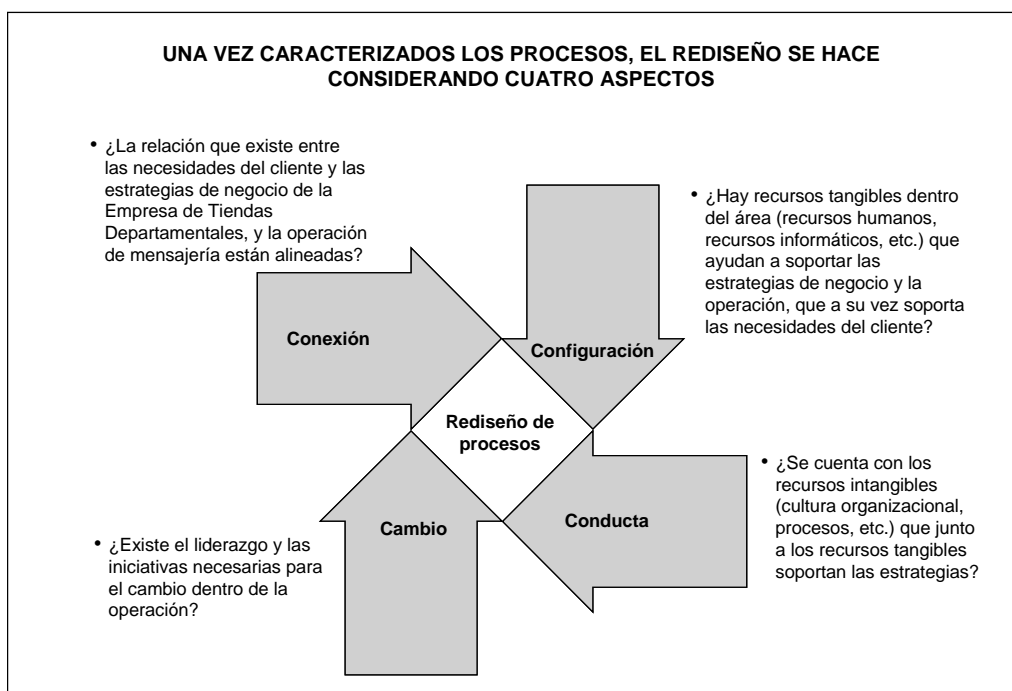 UNA VEZ CARACTERIZADOS LOS PROCESOS, EL REDISEÑO SE HACE
CONSIDERANDO CUATRO ASPECTOS
• ¿La relación que existe entre
las necesidades del cliente y las
estrategias de negocio de la
Empresa de Tiendas
Departamentales, y la operación
de mensajería están alineadas?
• ¿Hay recursos tangibles dentro
del área (recursos humanos,
recursos informáticos, etc.) que
ayudan a soportar las
estrategias de negocio y la
operación, que a su vez soporta
las necesidades del cliente?
Conexión
Configuración
Rediseño de
procesos
Cambio
Conducta
• ¿Se cuenta con los
recursos intangibles
(cultura organizacional,
procesos, etc.) que junto
a los recursos tangibles
soportan las estrategias?
• ¿Existe el liderazgo y las
iniciativas necesarias para
el cambio dentro de la
operación?